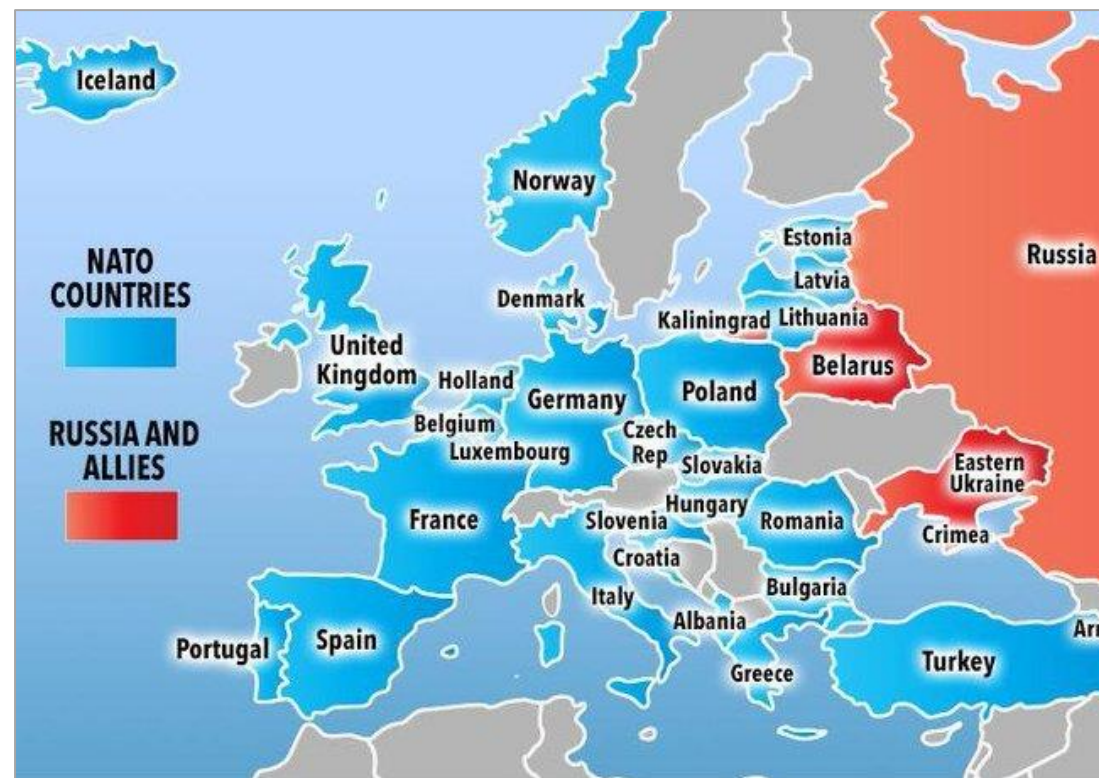 Iceland
Norway
NATO
COUNTRIES
Estonia
Russia
Latvia
Denmark
Kaliningrad
Lithuania
United
Kingdom
Belarus
Holland
Germany
Poland
Belgium
Czech
Rep
RUSSIA AND
ALLIES
Luxembourg
Slovakia
Eastern
Ukraine
Hungary
France
Slovenia
Romania
Crimea
Croatia
Italy
Bulgaria
Albania
Arr
Portugal
Spain
Greece
Turkey